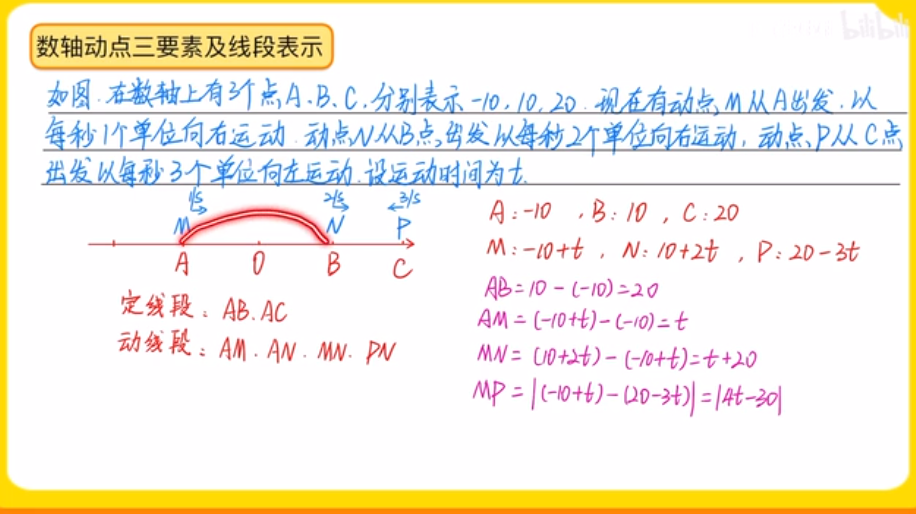 bilibili
数轴动点三要素及线段表示
如图.在数轴上有3个点A、B、C.分别表示-10,10,20.现在有动点M从A出发.以
每秒1个单位向右运动.动点N从B点出发以每秒2个单位向右运动,动点P从C点
出发以每秒3个单位向左运动.设运动时间为t.
1/s 2/s 3/s
M N P
A O B C
定线段:AB.AC
动线段:AM.AN.MN.PN
A:-10 , B:10 , C:20
M:-10+t , N:10+2t , P:20-3t
AB=10-(-10)=20
AM=(-10+t)-(-10)=t
MN=(10+2t)-(-10+t)=t+20
MP=|(-10+t)-(20-3t)|=|4t-30|